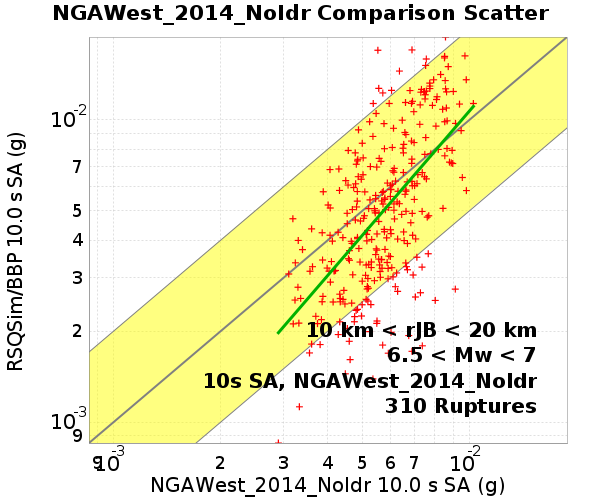 NGAWest_2014_NoIdr Comparison Scatter
RSQSim/BBP 10.0 s SA (g)
10-2
7
5
4
3
2
10-3
9
10 km < rJB < 20 km
6.5 < Mw < 7
10s SA, NGAWest_2014_NoIdr
310 Ruptures
9 10-3 2 3 4 5 6 7 10-2
NGAWest_2014_NoIdr 10.0 s SA (g)